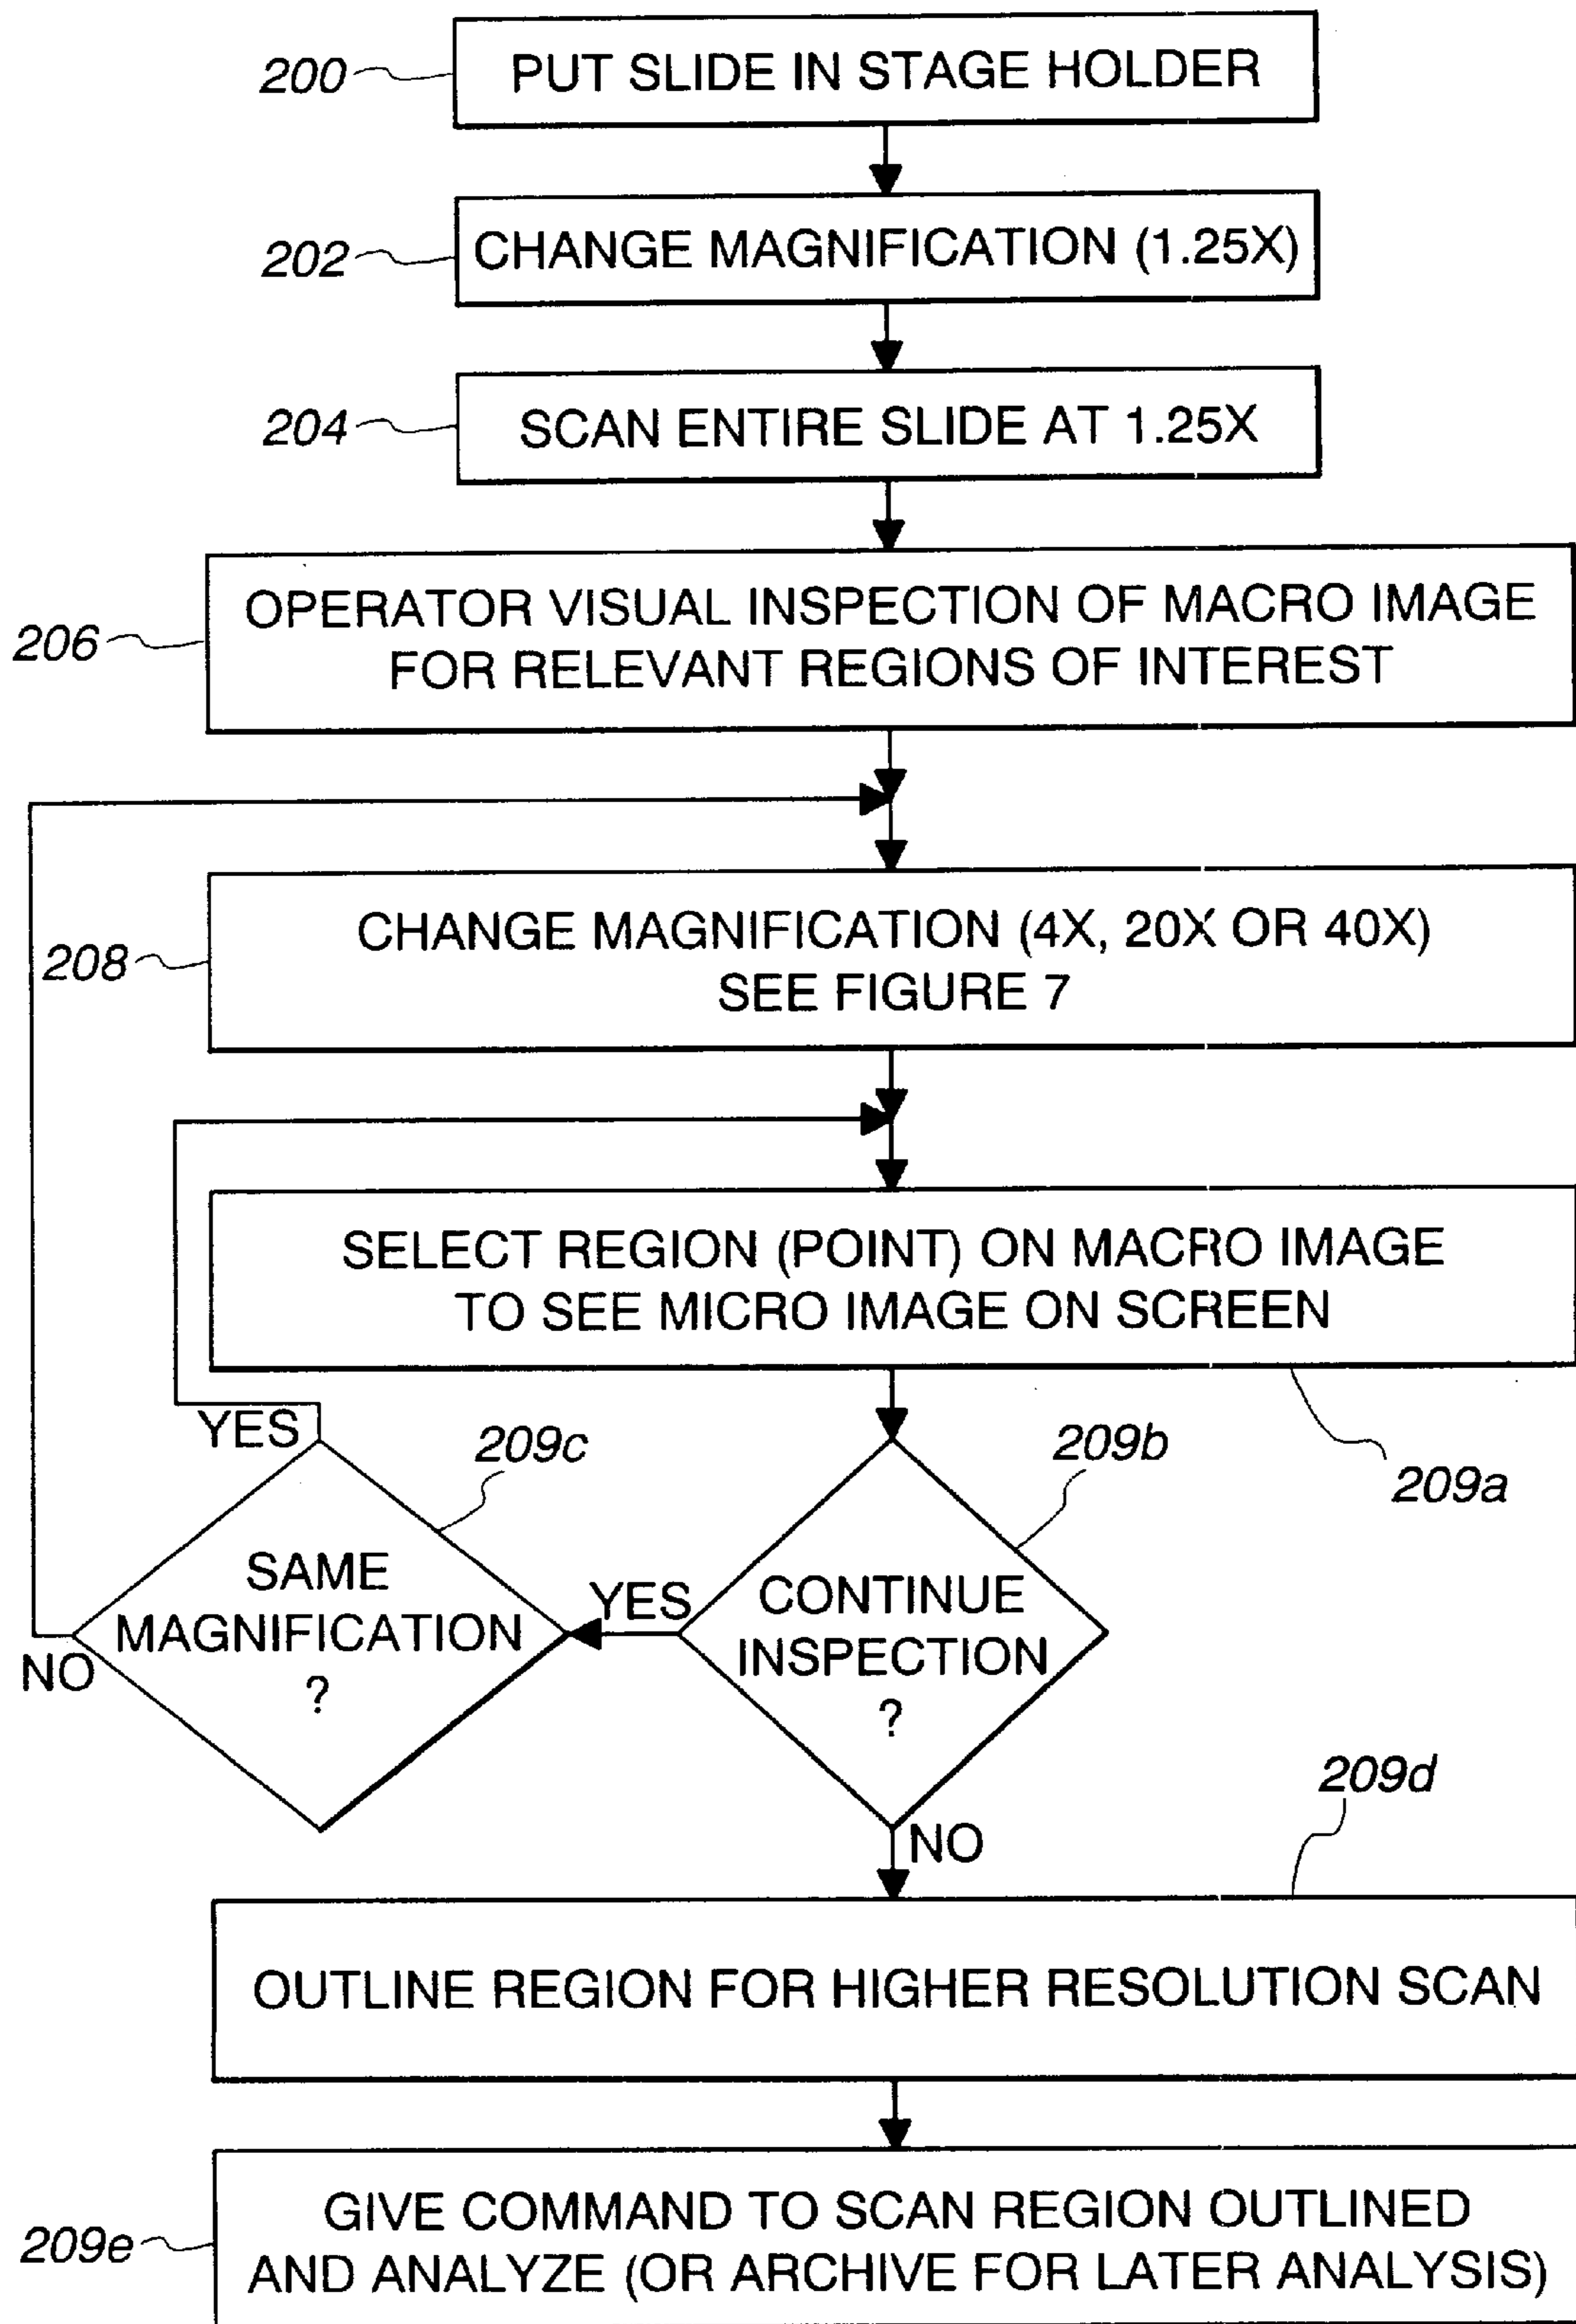 200
PUT SLIDE IN STAGE HOLDER
202
CHANGE MAGNIFICATION (1.25X)
204
SCAN ENTIRE SLIDE AT 1.25X
206
OPERATOR VISUAL INSPECTION OF MACRO IMAGE
FOR RELEVANT REGIONS OF INTEREST
208
CHANGE MAGNIFICATION (4X, 20X OR 40X)
SEE FIGURE 7
SELECT REGION (POINT) ON MACRO IMAGE
TO SEE MICRO IMAGE ON SCREEN
209a
YES
209c
209b
SAME
MAGNIFICATION
?
NO
YES
CONTINUE
INSPECTION
?
NO
209d
OUTLINE REGION FOR HIGHER RESOLUTION SCAN
209e
GIVE COMMAND TO SCAN REGION OUTLINED
AND ANALYZE (OR ARCHIVE FOR LATER ANALYSIS)